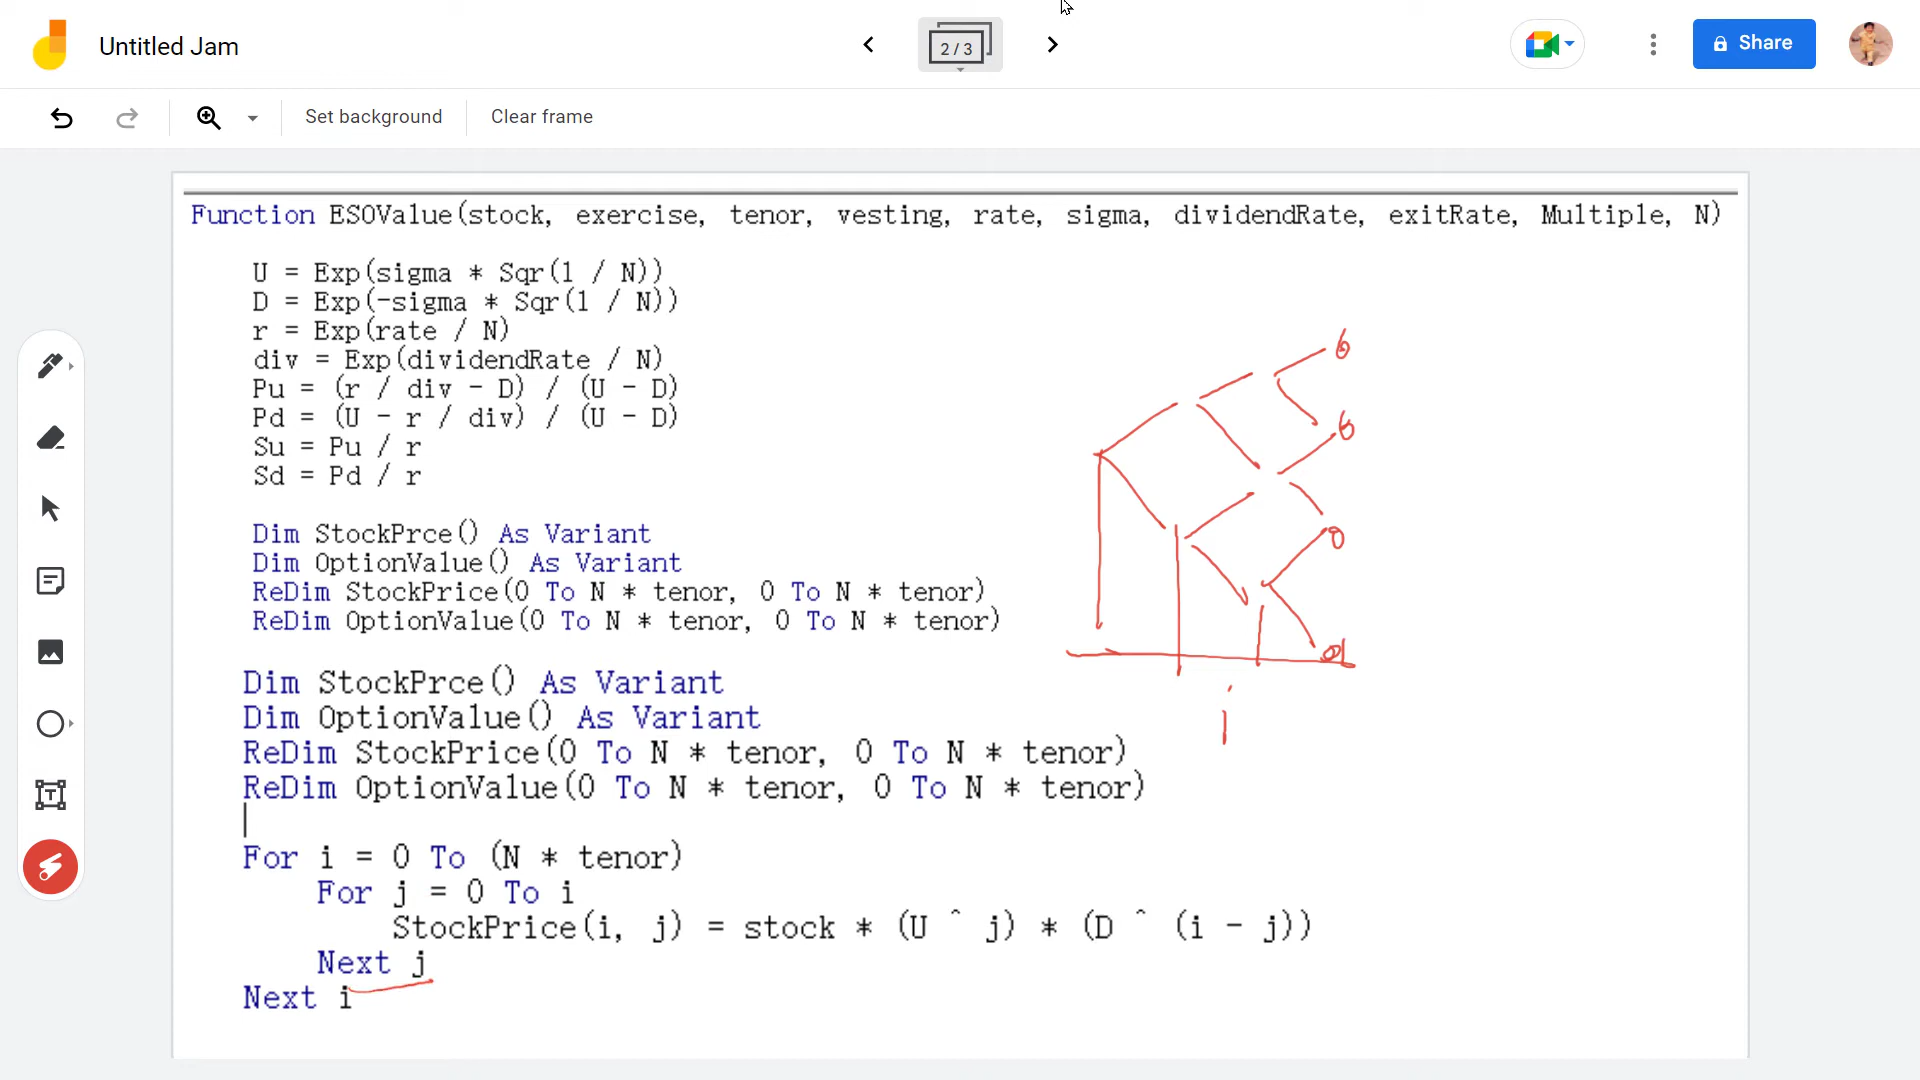 Untitled Jam
2 / 3
Share
Set background
Clear frame
Function ESOValue(stock, exercise, tenor, vesting, rate, sigma, dividendRate, exitRate, Multiple, N)
U = Exp(sigma * Sqr(1 / N))
D = Exp(-sigma * Sqr(1 / N))
r = Exp(rate / N)
div = Exp(dividendRate / N)
Pu = (r / div - D) / (U - D)
Pd = (U - r / div) / (U - D)
Su = Pu / r
Sd = Pd / r
Dim StockPrce() As Variant
Dim OptionValue() As Variant
ReDim StockPrice(0 To N * tenor, 0 To N * tenor)
ReDim OptionValue(0 To N * tenor, 0 To N * tenor)
Dim StockPrce() As Variant
Dim OptionValue() As Variant
ReDim StockPrice(0 To N * tenor, 0 To N * tenor)
ReDim OptionValue(0 To N * tenor, 0 To N * tenor)
For i = 0 To (N * tenor)
For j = 0 To i
StockPrice(i, j) = stock * (U ^ j) * (D ^ (i - j))
Next j
Next i
i